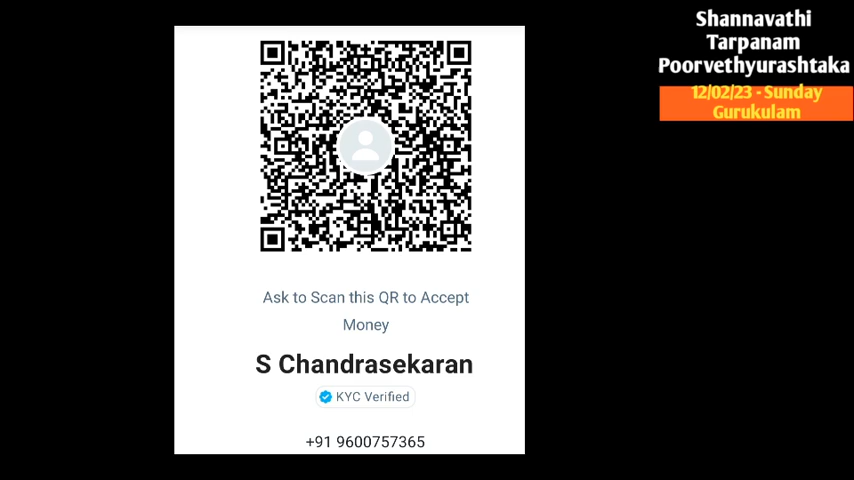 Shannavathi
Tarpanam
Poorvethyurashtaka
12/02/23 - Sunday
Gurukulam
Ask to Scan this QR to Accept
Money
S Chandrasekaran
KYC Verified
+91 9600757365